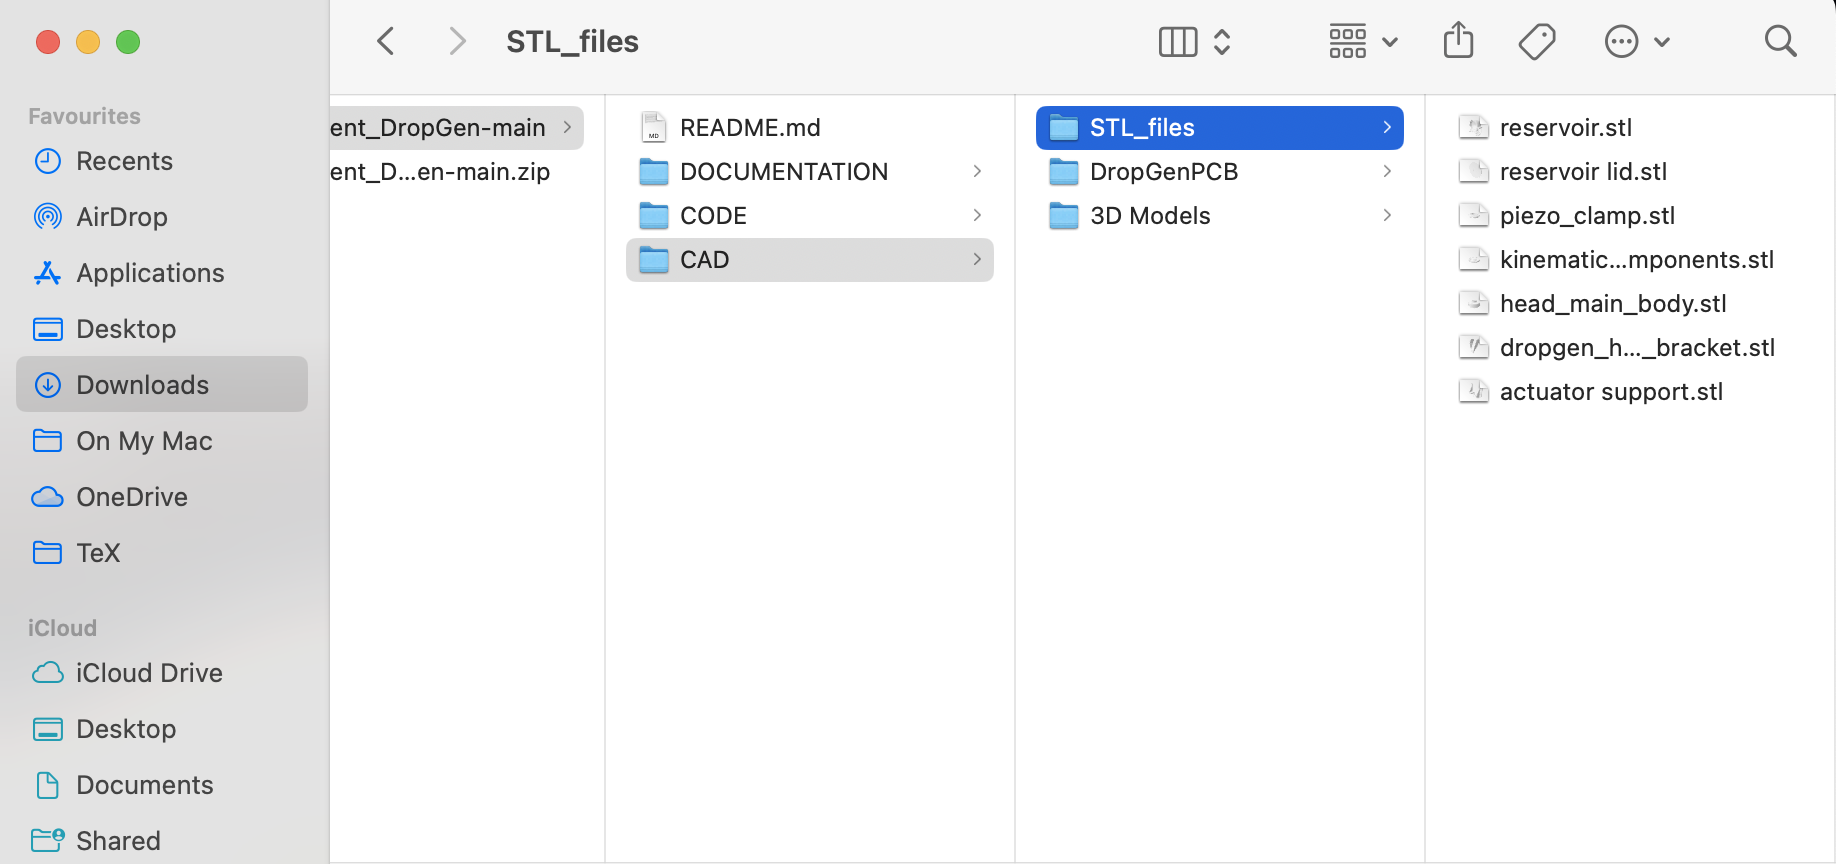 STL_files
Favourites
Recents
AirDrop
Applications
Desktop
Downloads
On My Mac
OneDrive
TeX
iCloud
iCloud Drive
Desktop
Documents
Shared
ent_DropGen-main
ent_D...en-main.zip
README.md
DOCUMENTATION
CODE
CAD
STL_files
DropGenPCB
3D Models
reservoir.stl
reservoir lid.stl
piezo_clamp.stl
kinematic...mponents.stl
head_main_body.stl
dropgen_h..._bracket.stl
actuator support.stl
MD